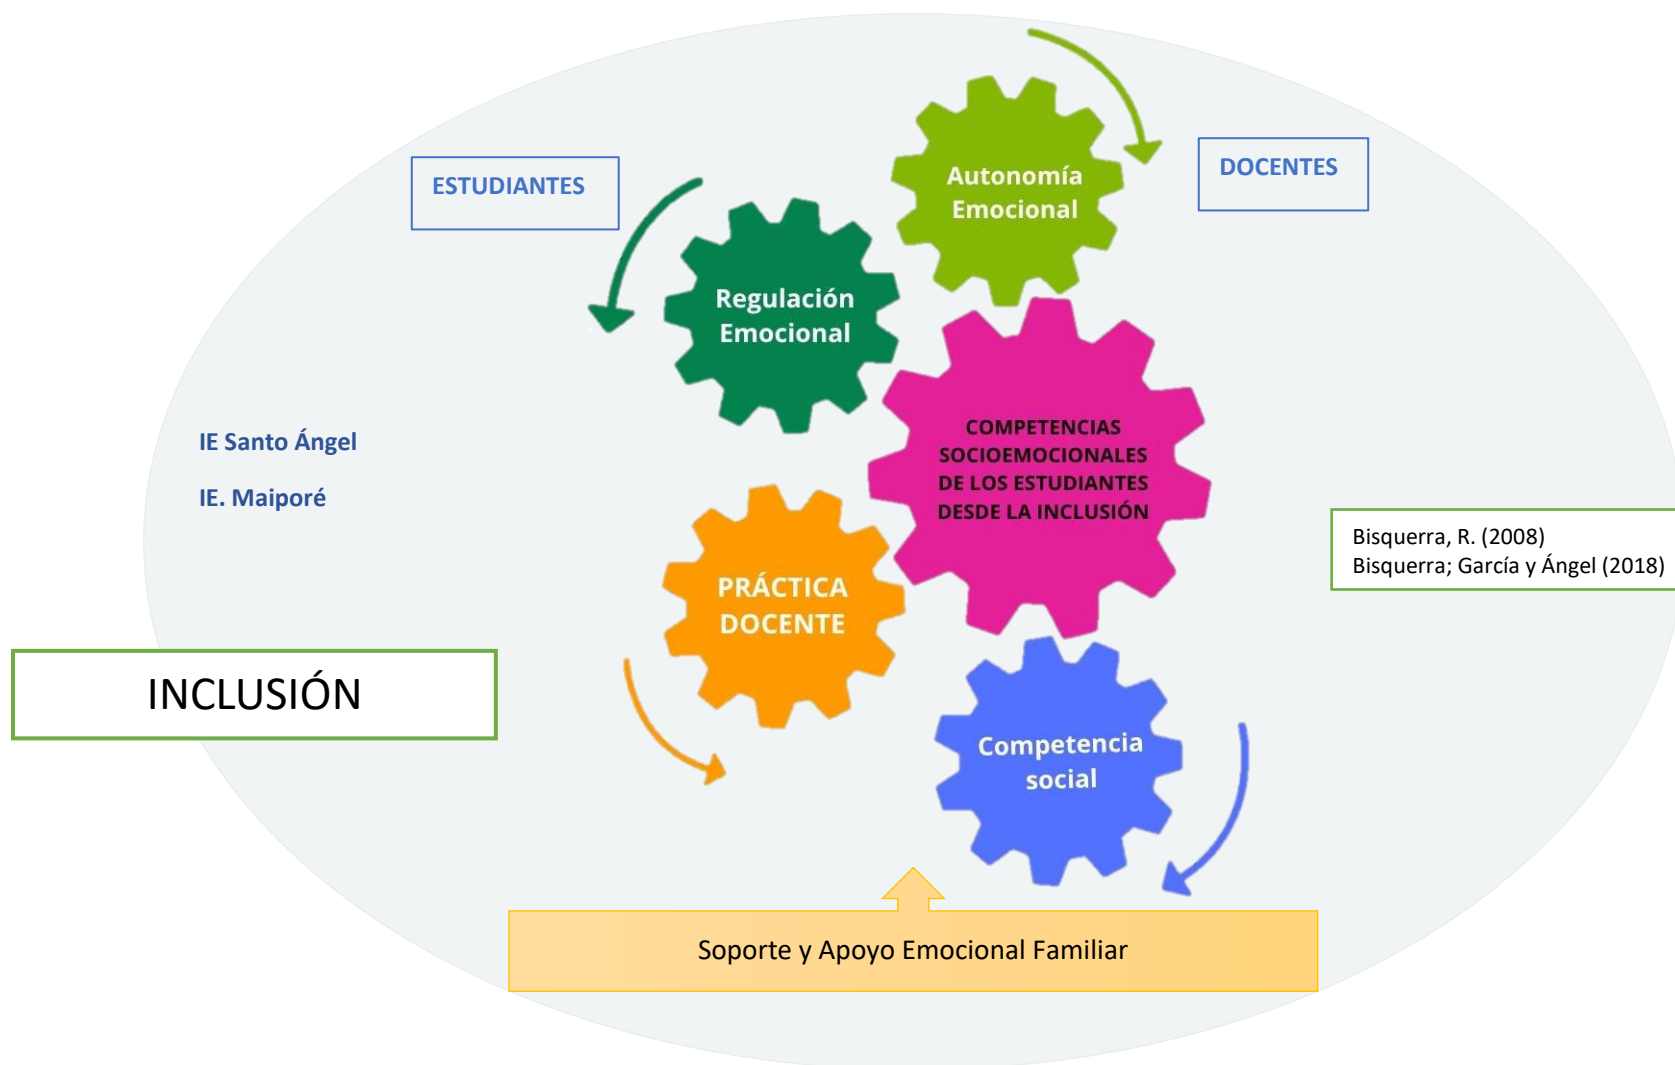 Autonomía
Emocional
DOCENTES
ESTUDIANTES
Regulación
Emocional
COMPETENCIAS
SOCIOEMOCIONALES
DE LOS ESTUDIANTES
DESDE LA INCLUSIÓN
IE Santo Ángel
IE. Maiporé
Bisquerra, R. (2008)
Bisquerra; García y Ángel (2018)
PRÁCTICA
DOCENTE
INCLUSIÓN
Competencia
social
Soporte y Apoyo Emocional Familiar